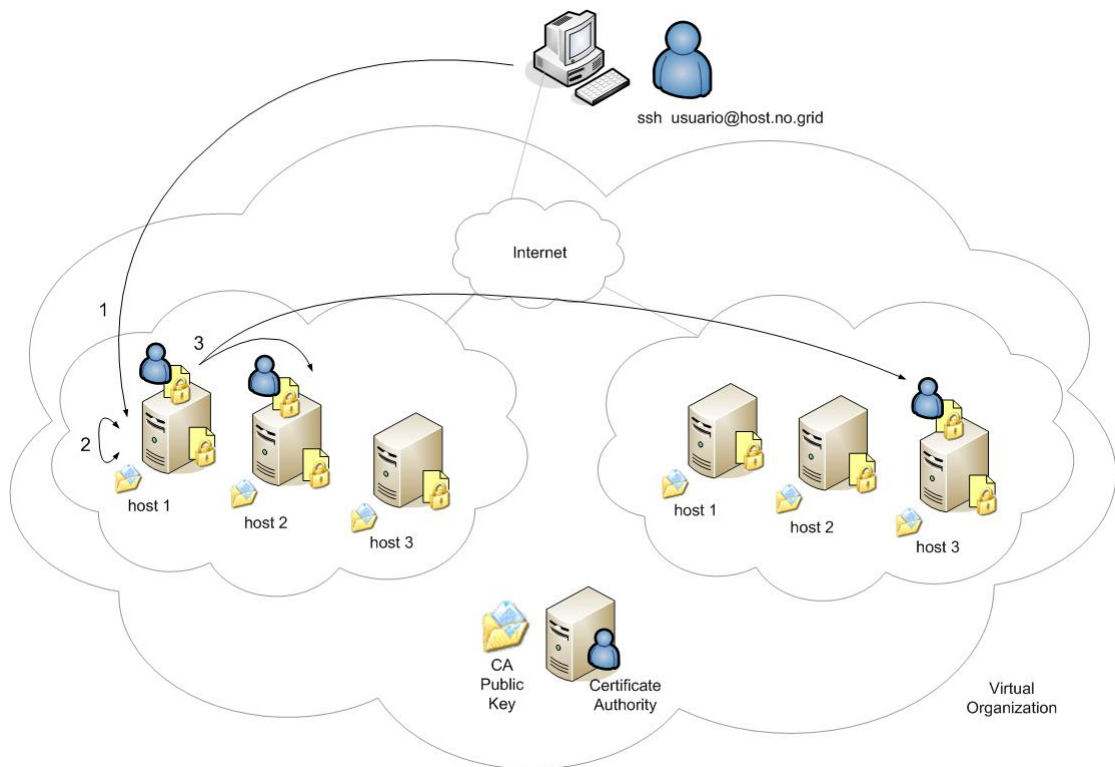 ssh usuario@host.no.grid
Internet
1
3
2
host 1
host 2
host 3
host 1
host 2
host 3
CA
Public
Key
Certificate
Authority
Virtual
Organization